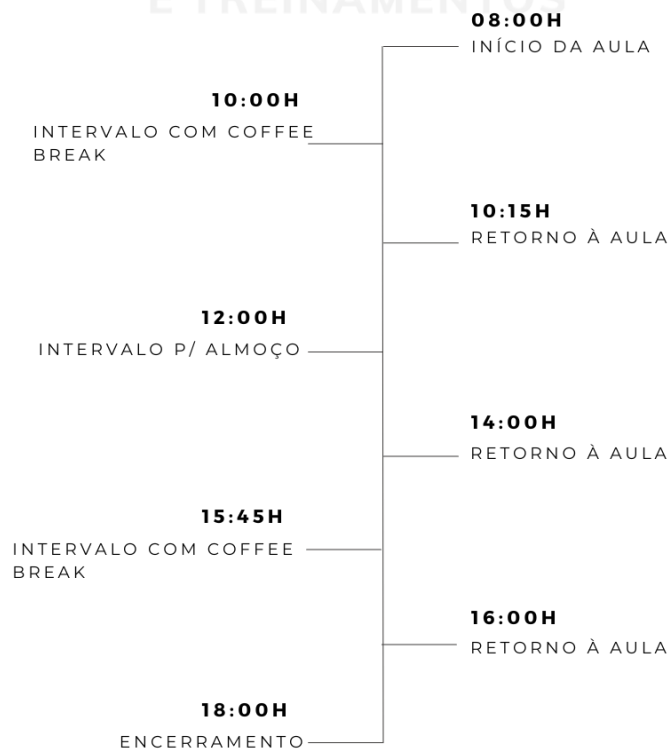 E TREINAMENTOS
08:00H
INÍCIO DA AULA
10:00H
INTERVALO COM COFFEE
BREAK
10:15H
RETORNO À AULA
12:00H
INTERVALO P/ ALMOÇO
14:00H
RETORNO À AULA
15:45H
INTERVALO COM COFFEE
BREAK
16:00H
RETORNO À AULA
18:00H
ENCERRAMENTO